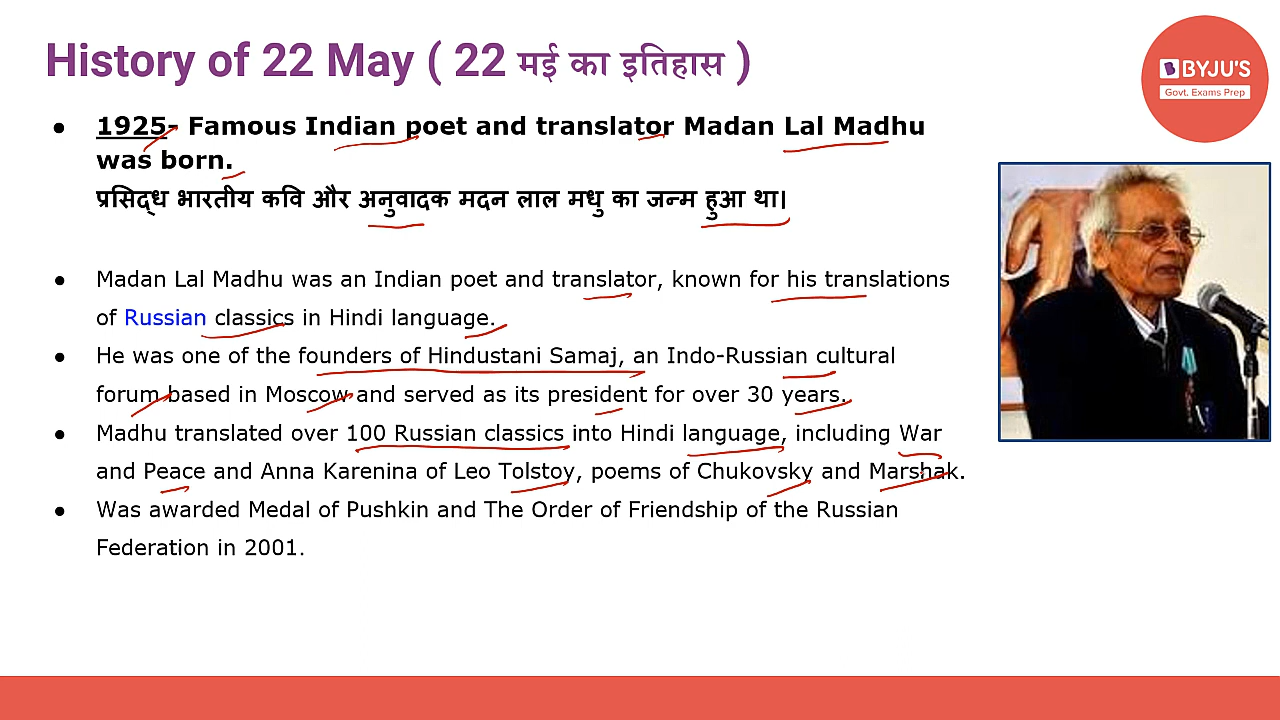 History of 22 May ( 22 मई का इतिहास )
BYJU'S
Govt. Exams Prep
● 1925- Famous Indian poet and translator Madan Lal Madhu
was born.
प्रसिद्ध भारतीय कवि और अनुवादक मदन लाल मधु का जन्म हुआ था।
● Madan Lal Madhu was an Indian poet and translator, known for his translations
of Russian classics in Hindi language.
● He was one of the founders of Hindustani Samaj, an Indo-Russian cultural
forum based in Moscow and served as its president for over 30 years.
● Madhu translated over 100 Russian classics into Hindi language, including War
and Peace and Anna Karenina of Leo Tolstoy, poems of Chukovsky and Marshak.
● Was awarded Medal of Pushkin and The Order of Friendship of the Russian
Federation in 2001.